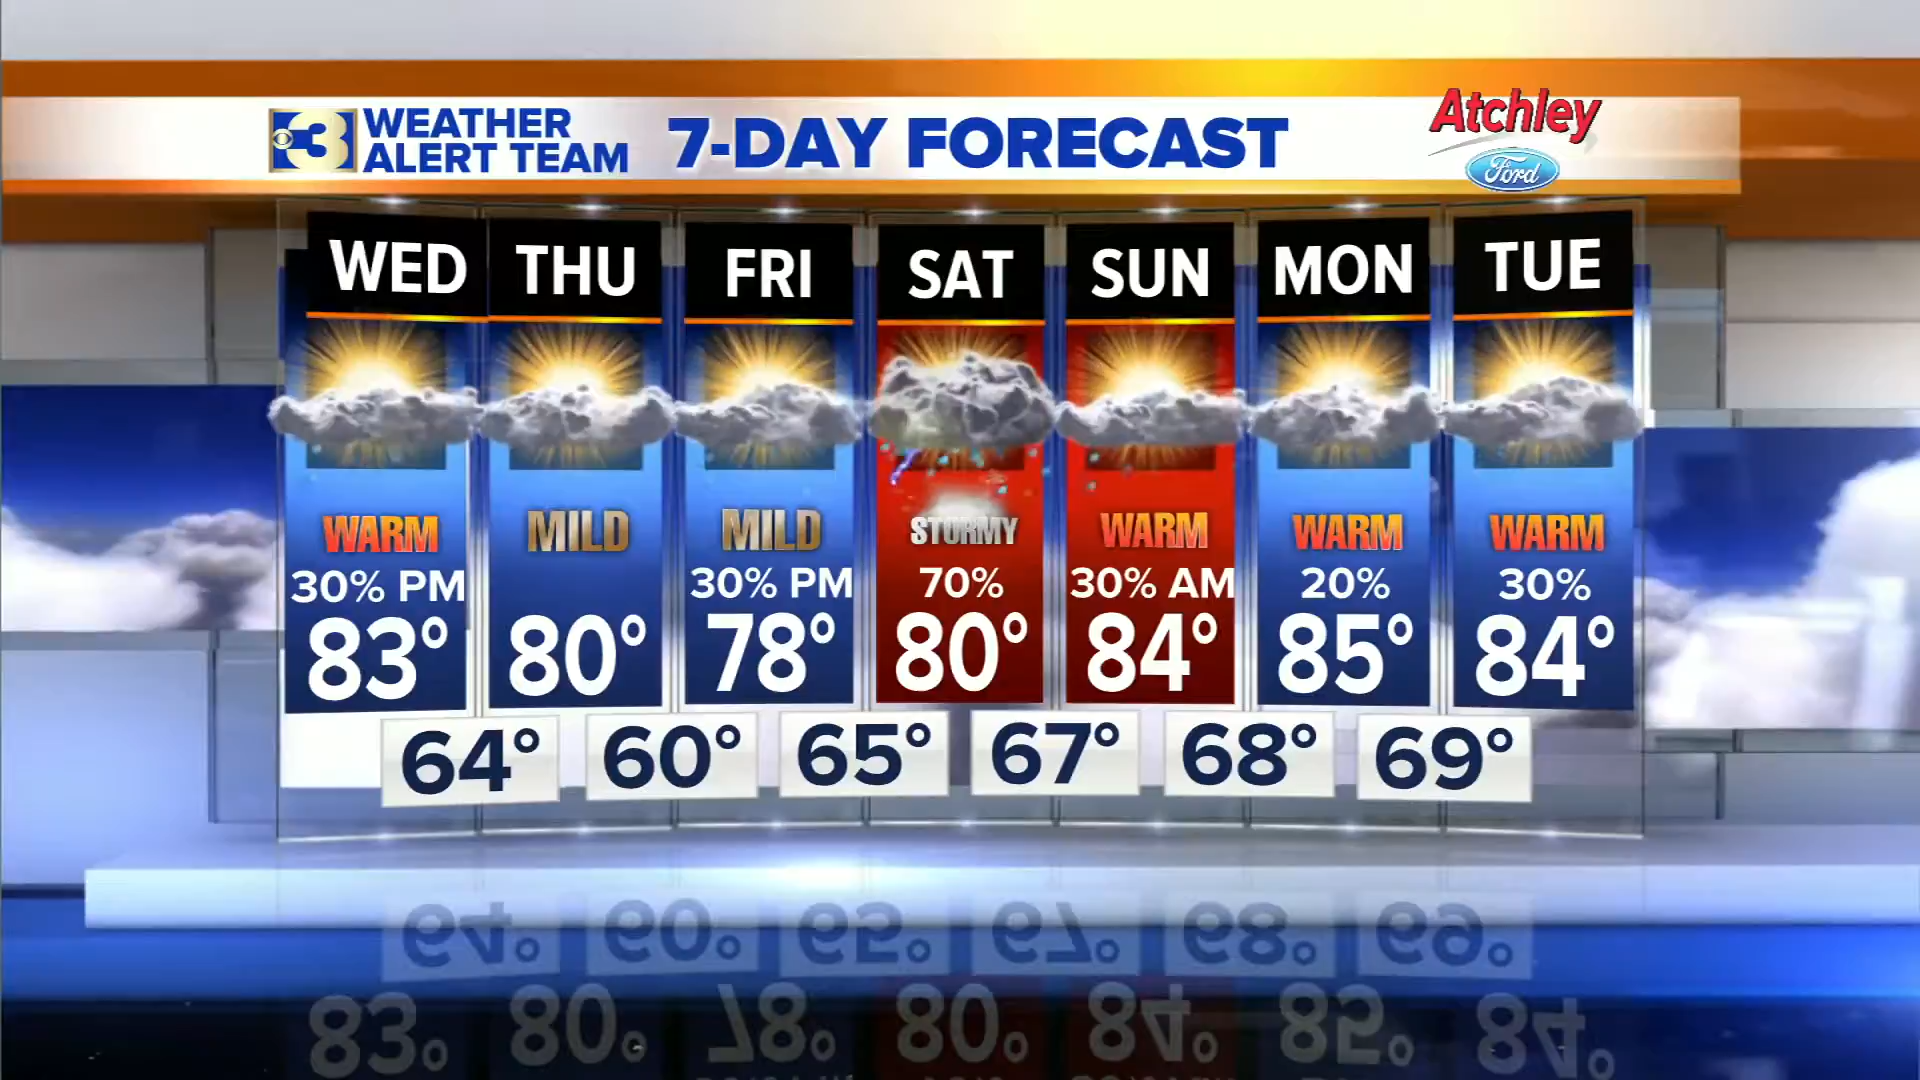 3 WEATHER
ALERT TEAM
7-DAY FORECAST
Atchley
Ford
WED THU FRI SAT SUN MON TUE
WARM MILD MILD STORMY WARM WARM WARM
30% PM 30% PM 70% 30% AM 20% 30%
83° 80° 78° 80° 84° 85° 84°
64° 60° 65° 67° 68° 69°